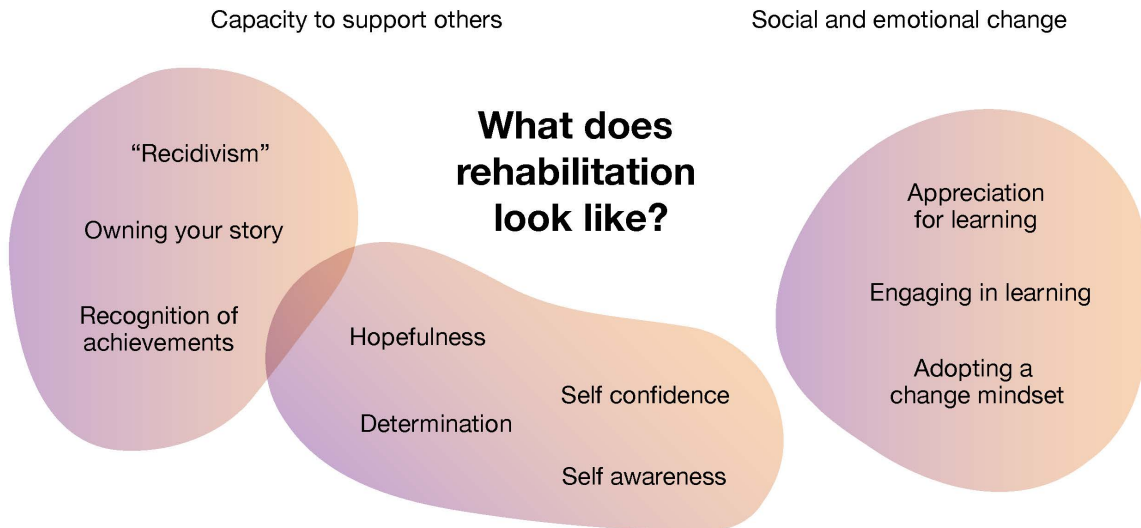 Capacity to support others
Social and emotional change
What does
rehabilitation
look like?
“Recidivism”
Owning your story
Recognition of
achievements
Hopefulness
Determination
Self confidence
Self awareness
Appreciation
for learning
Engaging in learning
Adopting a
change mindset